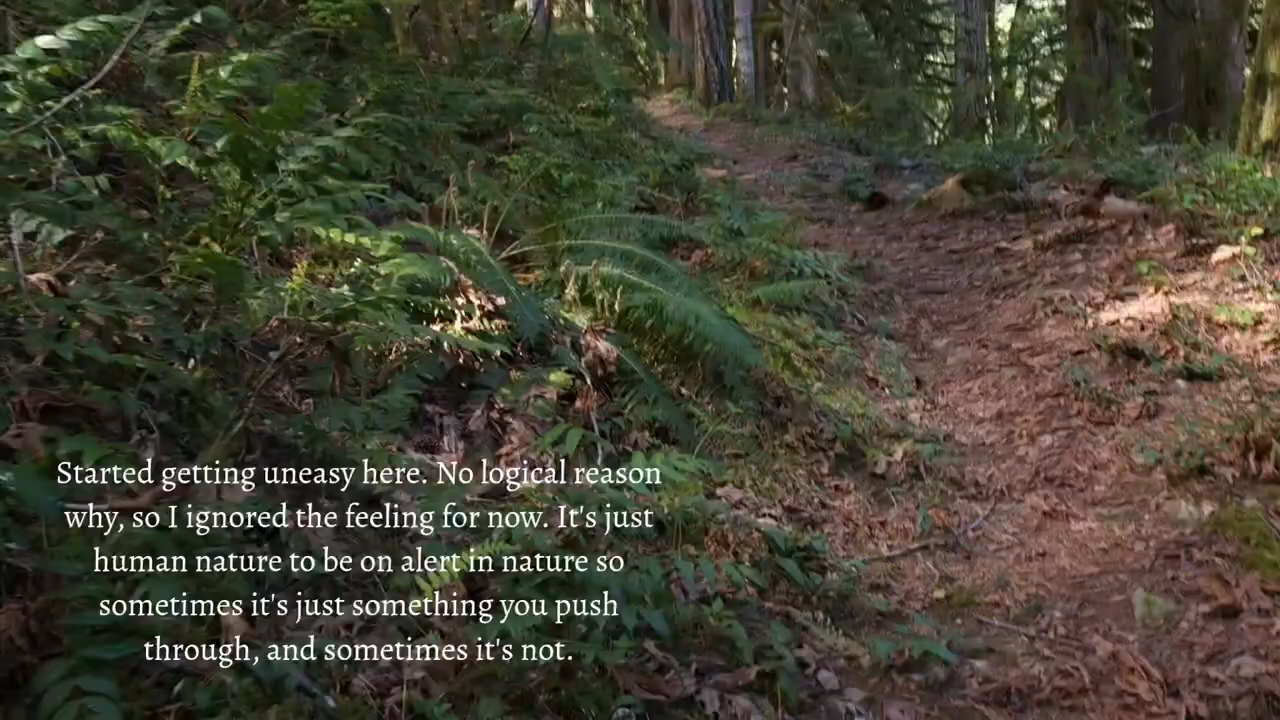 Started getting uneasy here. No logical reason
why, so I ignored the feeling for now. It's just
human nature to be on alert in nature so
sometimes it's just something you push
through, and sometimes it's not.